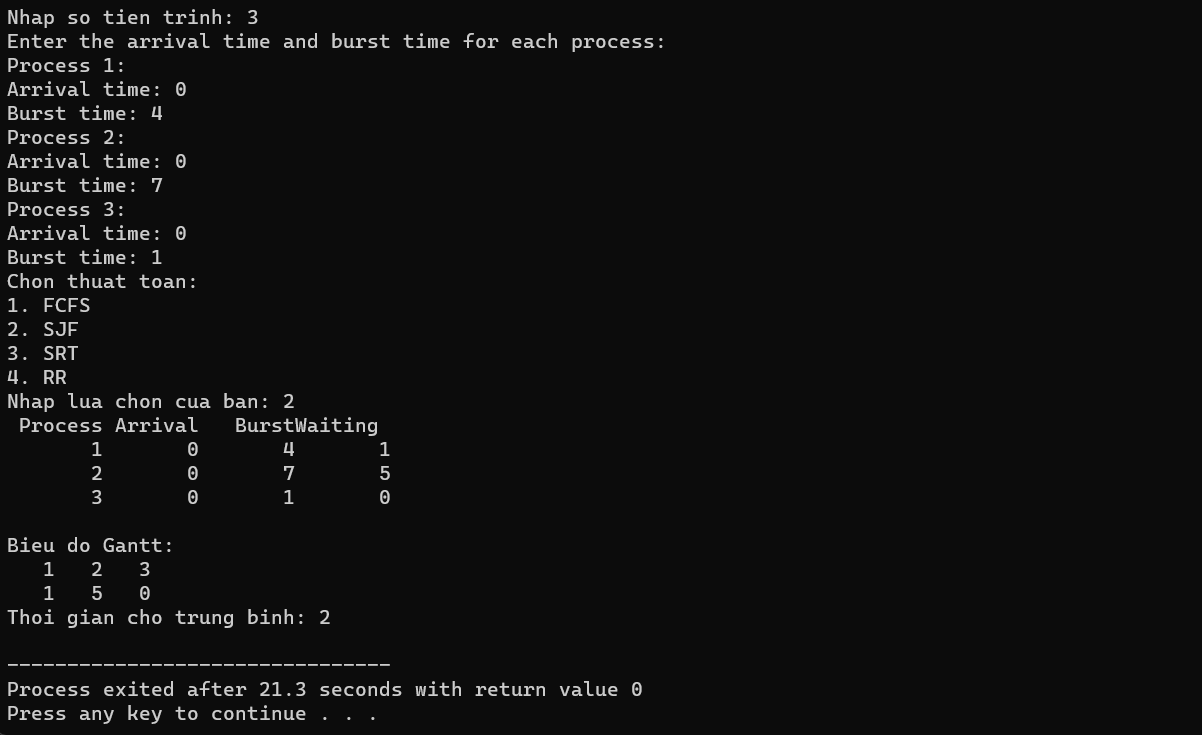 Nhap so tien trinh: 3
Enter the arrival time and burst time for each process:
Process 1:
Arrival time: 0
Burst time: 4
Process 2:
Arrival time: 0
Burst time: 7
Process 3:
Arrival time: 0
Burst time: 1
Chon thuat toan:
1. FCFS
2. SJF
3. SRT
4. RR
Nhap lua chon cua ban: 2
 Process Arrival   BurstWaiting
       1       0       4       1
       2       0       7       5
       3       0       1       0
Bieu do Gantt:
   1   2   3
   1   5   0
Thoi gian cho trung binh: 2
--------------------------------
Process exited after 21.3 seconds with return value 0
Press any key to continue . . .